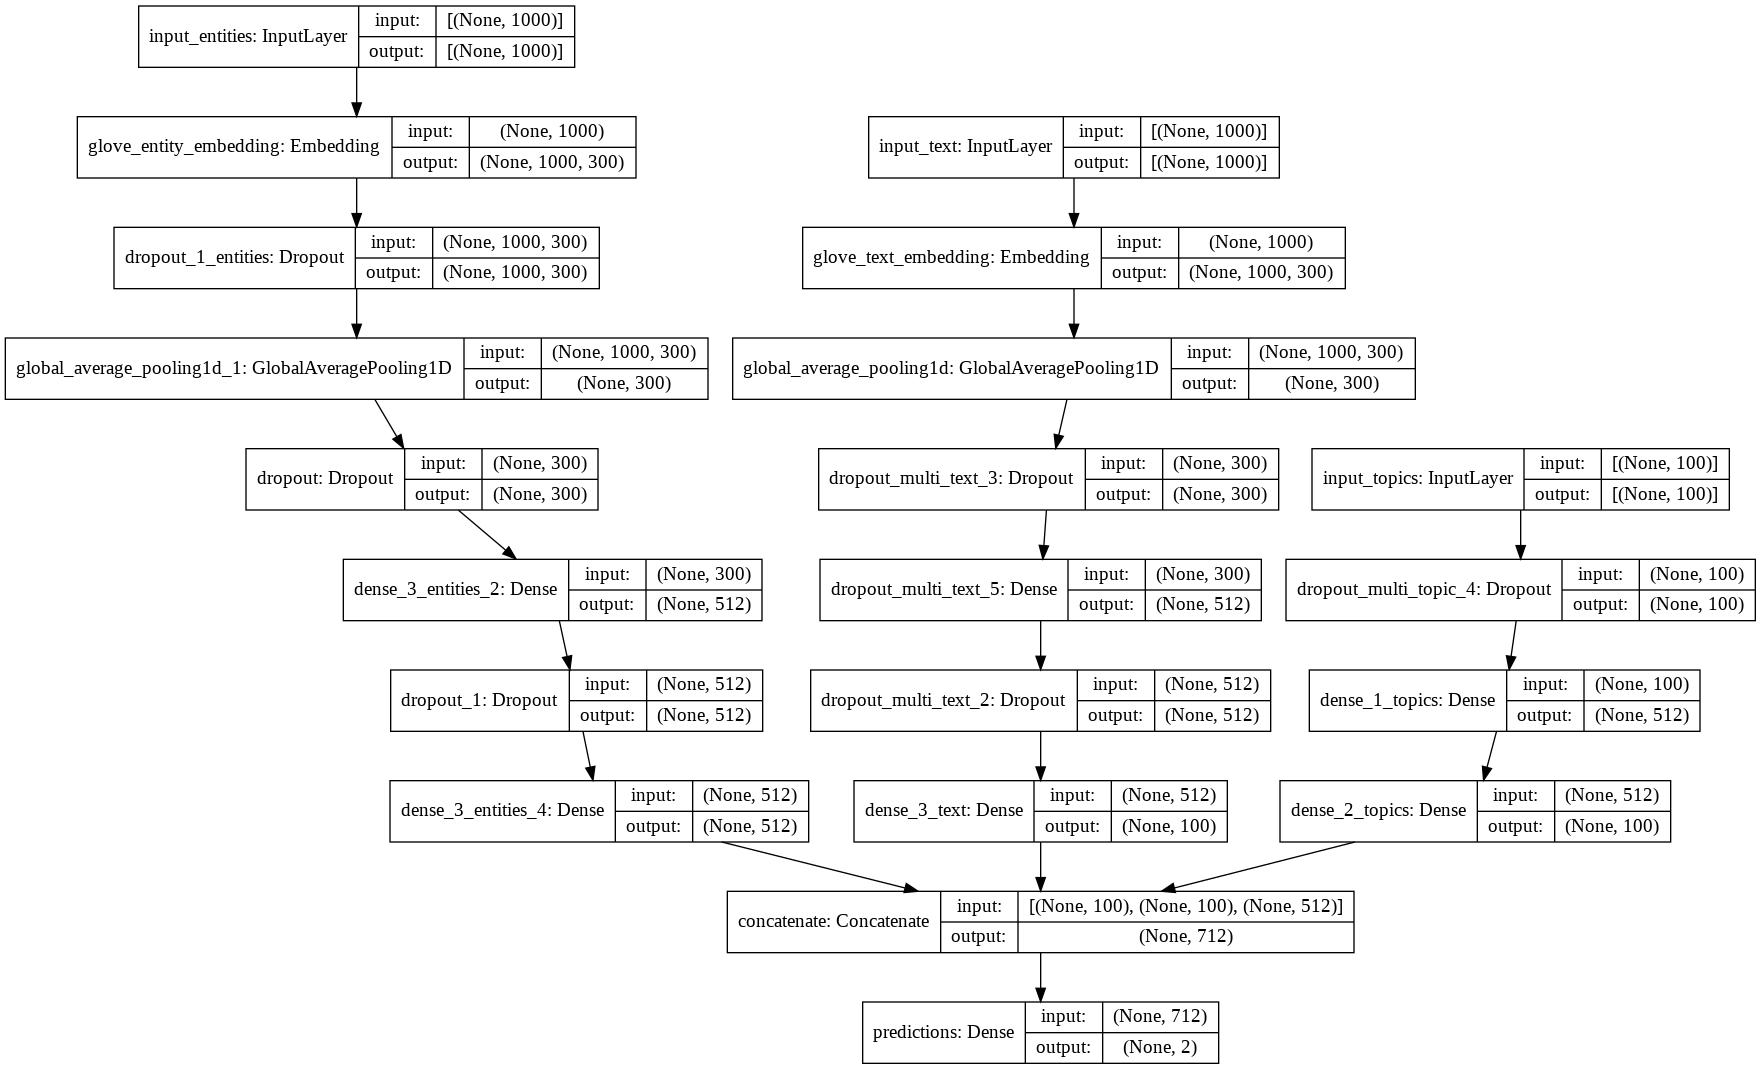 input_entities: InputLayer
input: [(None, 1000)]
output: [(None, 1000)]
glove_entity_embedding: Embedding
input: (None, 1000)
output: (None, 1000, 300)
input_text: InputLayer
input: [(None, 1000)]
output: [(None, 1000)]
dropout_1_entities: Dropout
input: (None, 1000, 300)
output: (None, 1000, 300)
glove_text_embedding: Embedding
input: (None, 1000)
output: (None, 1000, 300)
global_average_pooling1d_1: GlobalAveragePooling1D
input: (None, 1000, 300)
output: (None, 300)
global_average_pooling1d: GlobalAveragePooling1D
input: (None, 1000, 300)
output: (None, 300)
dropout: Dropout
input: (None, 300)
output: (None, 300)
dropout_multi_text_3: Dropout
input: (None, 300)
output: (None, 300)
input_topics: InputLayer
input: [(None, 100)]
output: [(None, 100)]
dense_3_entities_2: Dense
input: (None, 300)
output: (None, 512)
dropout_multi_text_5: Dense
input: (None, 300)
output: (None, 512)
dropout_multi_topic_4: Dropout
input: (None, 100)
output: (None, 100)
dropout_1: Dropout
input: (None, 512)
output: (None, 512)
dropout_multi_text_2: Dropout
input: (None, 512)
output: (None, 512)
dense_1_topics: Dense
input: (None, 100)
output: (None, 512)
dense_3_entities_4: Dense
input: (None, 512)
output: (None, 512)
dense_3_text: Dense
input: (None, 512)
output: (None, 100)
dense_2_topics: Dense
input: (None, 512)
output: (None, 100)
concatenate: Concatenate
input: [(None, 100), (None, 100), (None, 512)]
output: (None, 712)
predictions: Dense
input: (None, 712)
output: (None, 2)